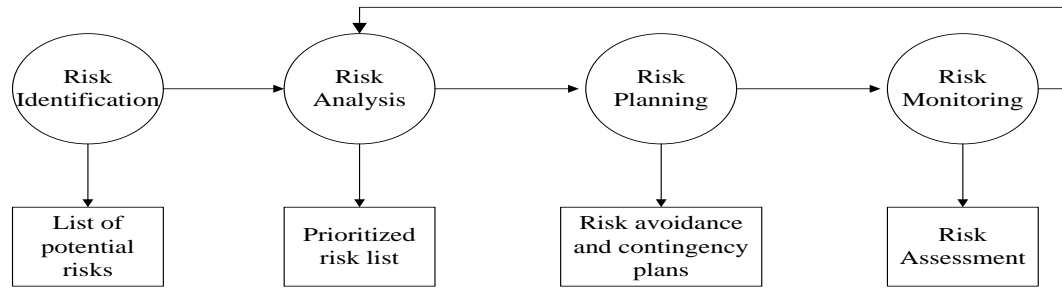 Risk
Identification
Risk
Analysis
Risk
Planning
Risk
Monitoring
List of
potential
risks
Prioritized
risk list
Risk avoidance
and contingency
plans
Risk
Assessment